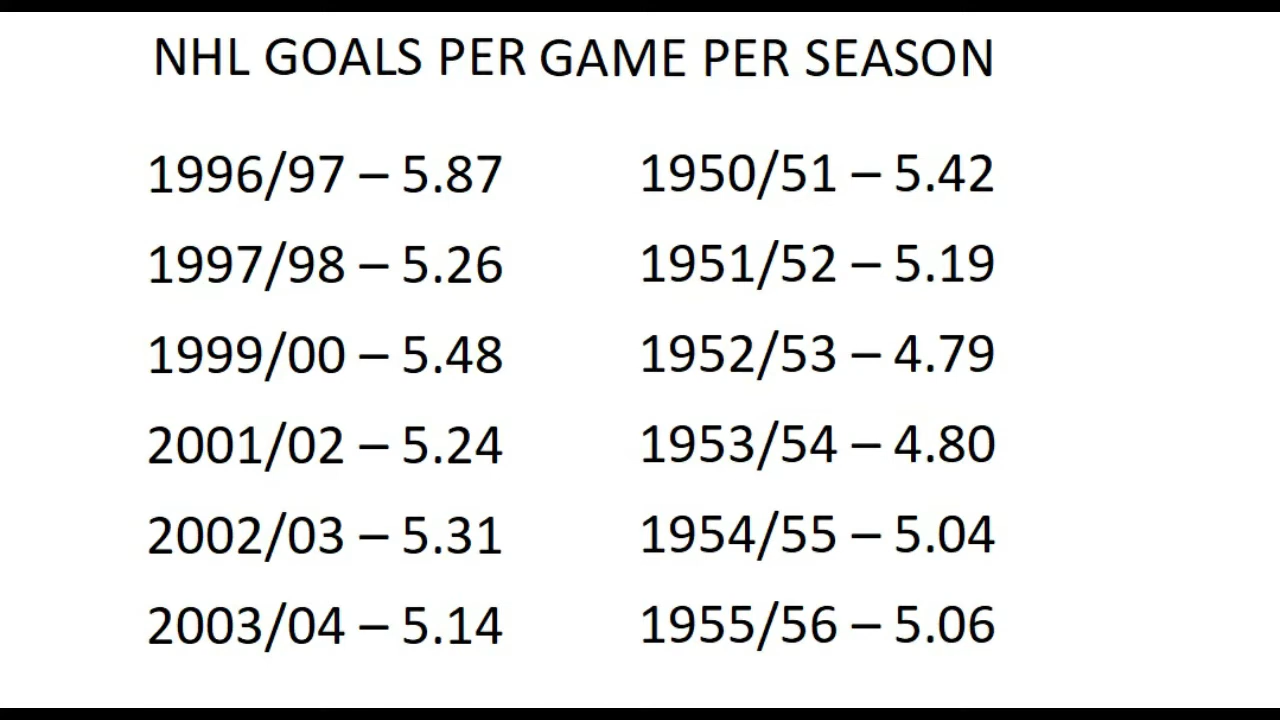 NHL GOALS PER GAME PER SEASON
1996/97 – 5.87
1997/98 – 5.26
1999/00 – 5.48
2001/02 – 5.24
2002/03 – 5.31
2003/04 – 5.14
1950/51 – 5.42
1951/52 – 5.19
1952/53 – 4.79
1953/54 – 4.80
1954/55 – 5.04
1955/56 – 5.06